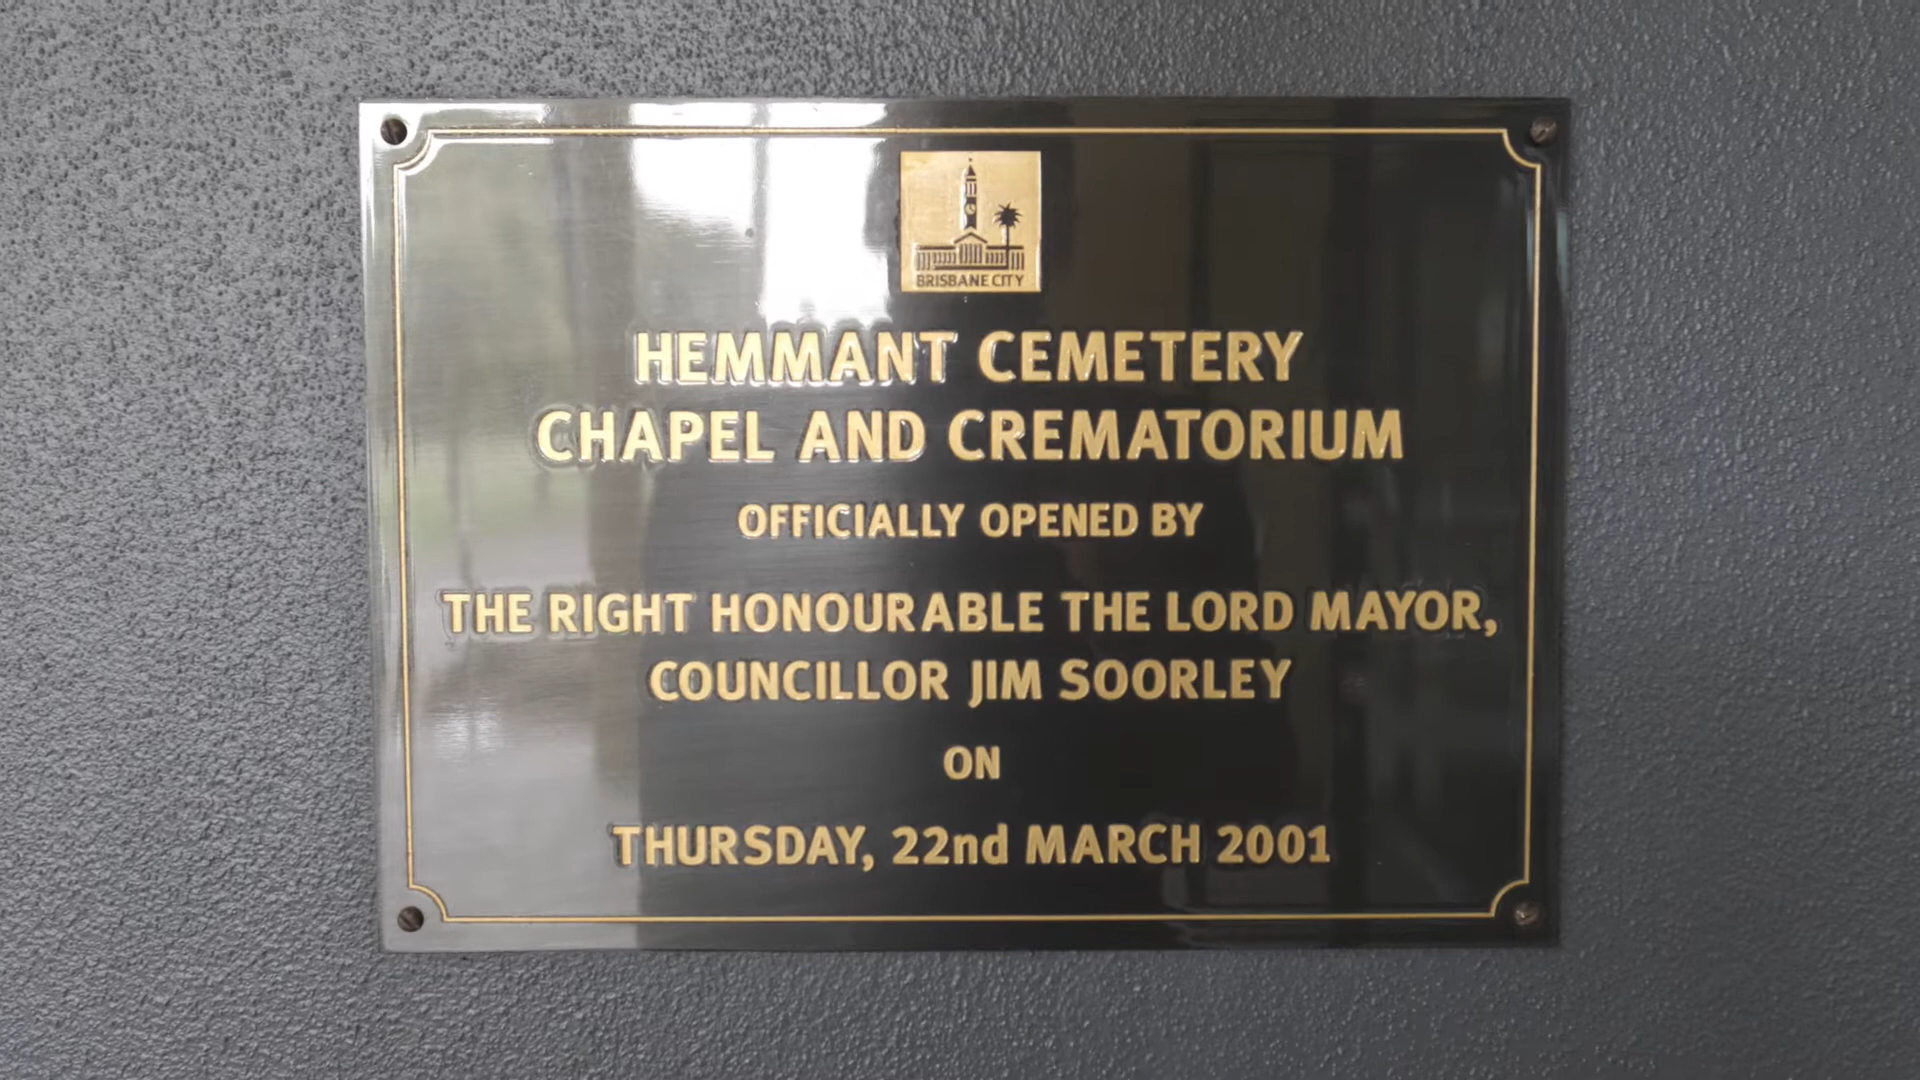 BRISBANE CITY
HEMMANT CEMETERY
CHAPEL AND CREMATORIUM
OFFICIALLY OPENED BY
THE RIGHT HONOURABLE THE LORD MAYOR,
COUNCILLOR JIM SOORLEY
ON
THURSDAY, 22nd MARCH 2001